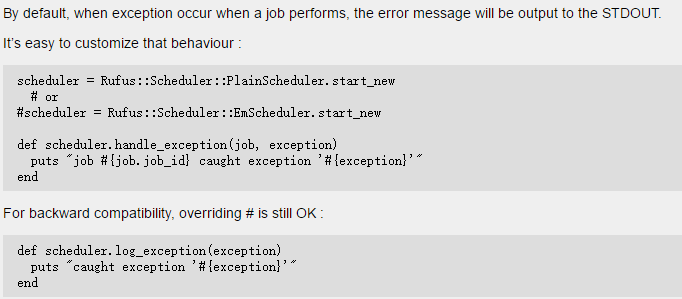 By default, when exception occur when a job performs, the error message will be output to the STDOUT.
It's easy to customize that behaviour :
scheduler = Rufus::Scheduler::PlainScheduler.start_new
# or
#scheduler = Rufus::Scheduler::EmScheduler.start_new
def scheduler.handle_exception(job, exception)
puts "job #{job.job_id} caught exception '#{exception}'"
end
For backward compatibility, overriding # is still OK :
def scheduler.log_exception(exception)
puts "caught exception '#{exception}'"
end